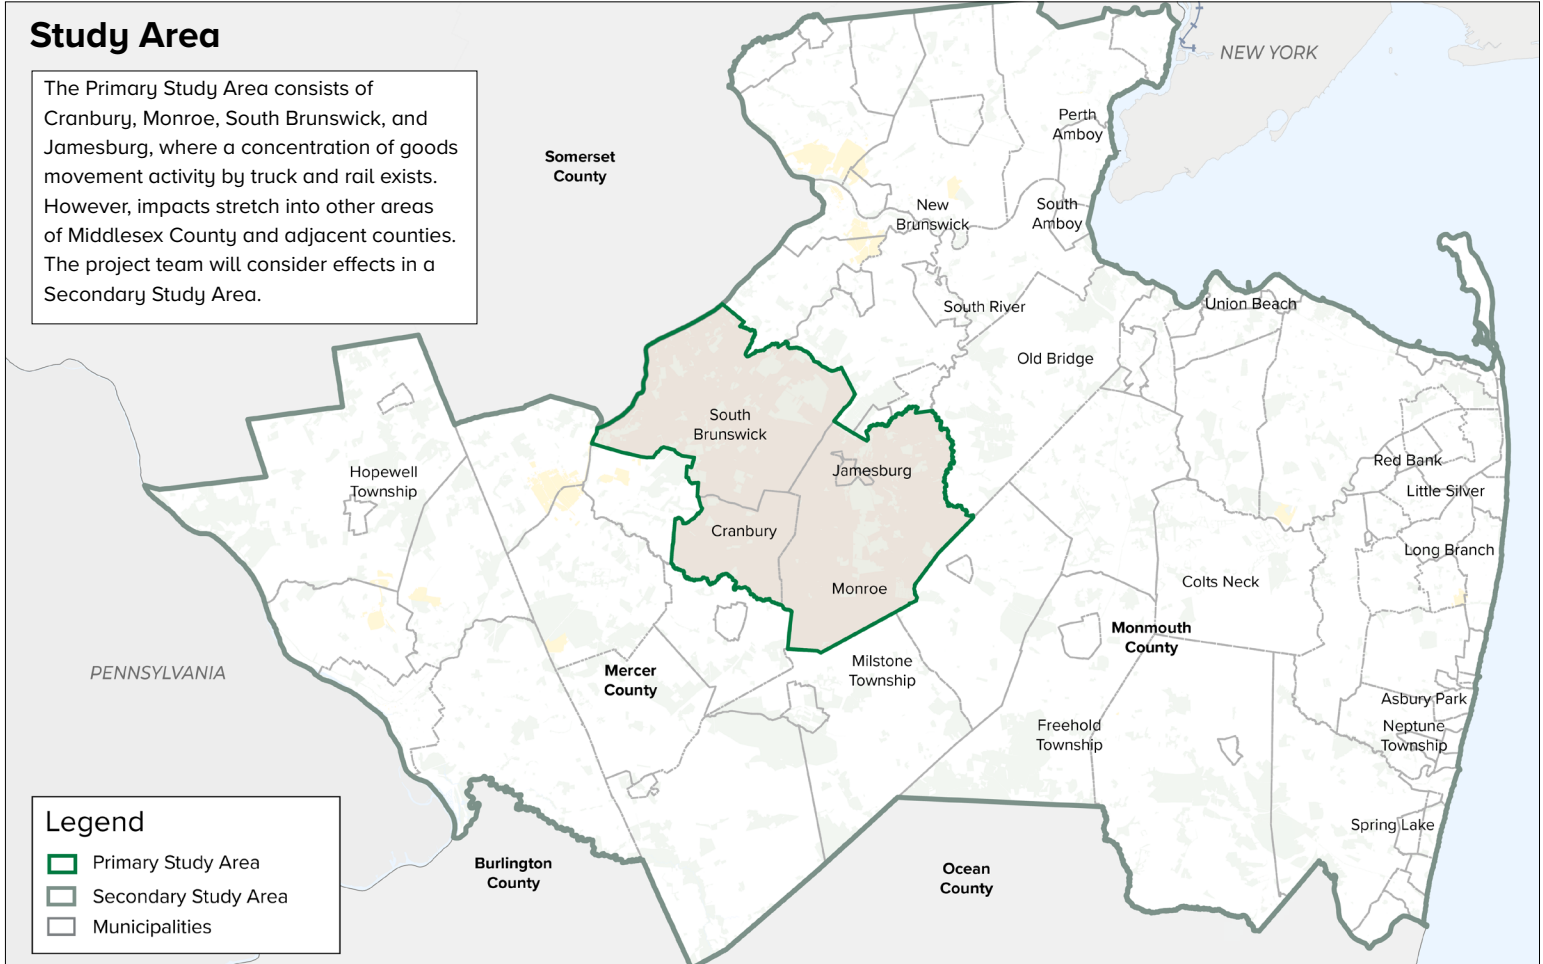 Study Area
The Primary Study Area consists of
Cranbury, Monroe, South Brunswick, and
Jamesburg, where a concentration of goods
movement activity by truck and rail exists.
However, impacts stretch into other areas
of Middlesex County and adjacent counties.
The project team will consider effects in a
Secondary Study Area.
NEW YORK
Perth
Amboy
Somerset
County
New
Brunswick
South
Amboy
South River
Union Beach
Old Bridge
South
Brunswick
Jamesburg
Hopewell
Township
Red Bank
Little Silver
Cranbury
Long Branch
Monroe
Colts Neck
Monmouth
County
PENNSYLVANIA
Mercer
County
Milstone
Township
Asbury Park
Freehold
Township
Neptune
Township
Spring Lake
Burlington
County
Ocean
County
Legend
Primary Study Area
Secondary Study Area
Municipalities